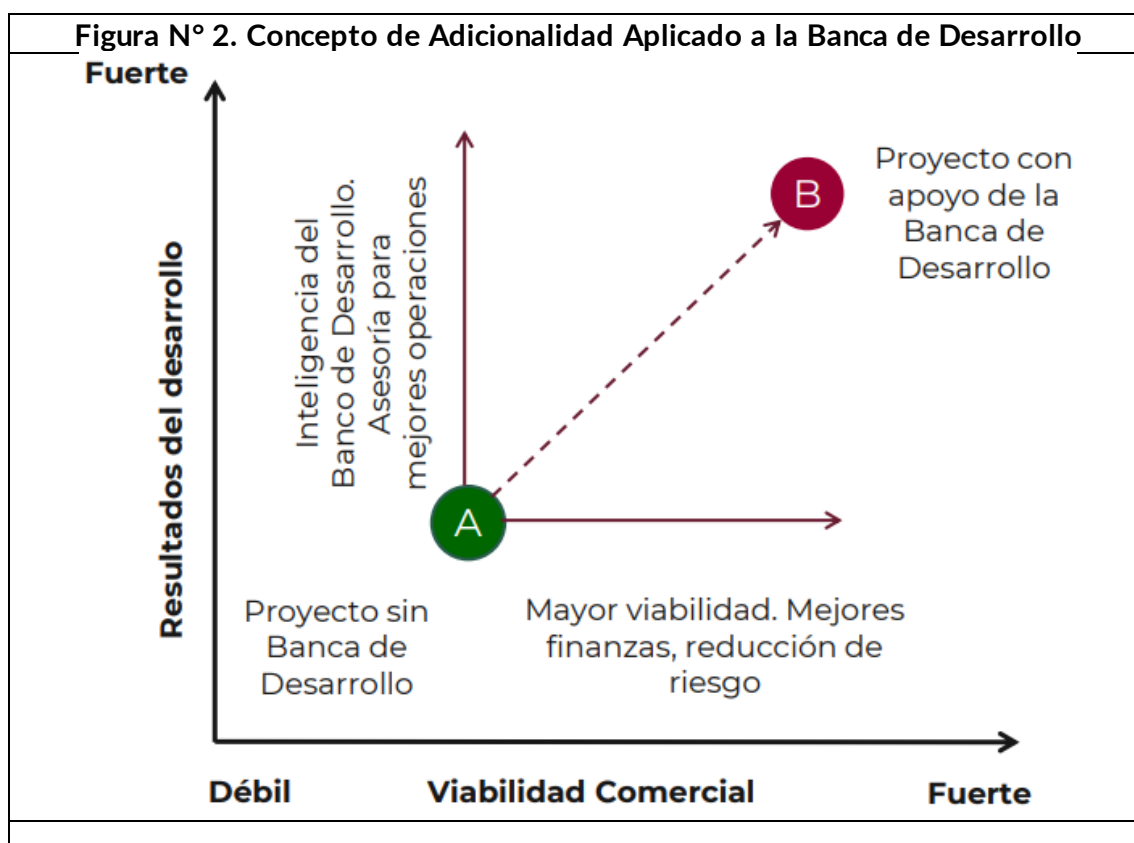 Figura N° 2. Concepto de Adicionalidad Aplicado a la Banca de Desarrollo
Fuerte
Resultados del desarrollo
Inteligencia del
Banco de Desarrollo.
Asesoría para
mejores operaciones
B
Proyecto con
apoyo de la
Banca de
Desarrollo
A
Proyecto sin
Banca de
Desarrollo
Mayor viabilidad. Mejores
finanzas, reducción de
riesgo
Débil
Viabilidad Comercial
Fuerte